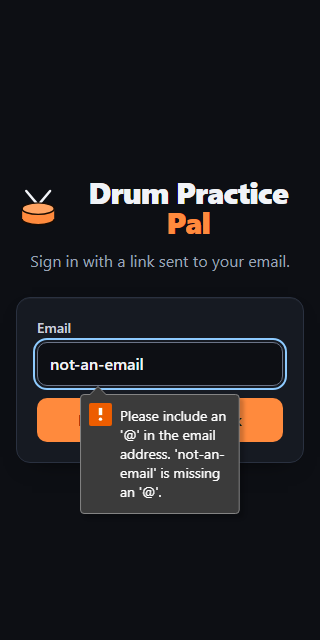 Drum Practice
Pal
Sign in with a link sent to your email.
Email
not-an-email
Please include an
'@' in the email
address. 'not-an-
email' is missing
an '@'.